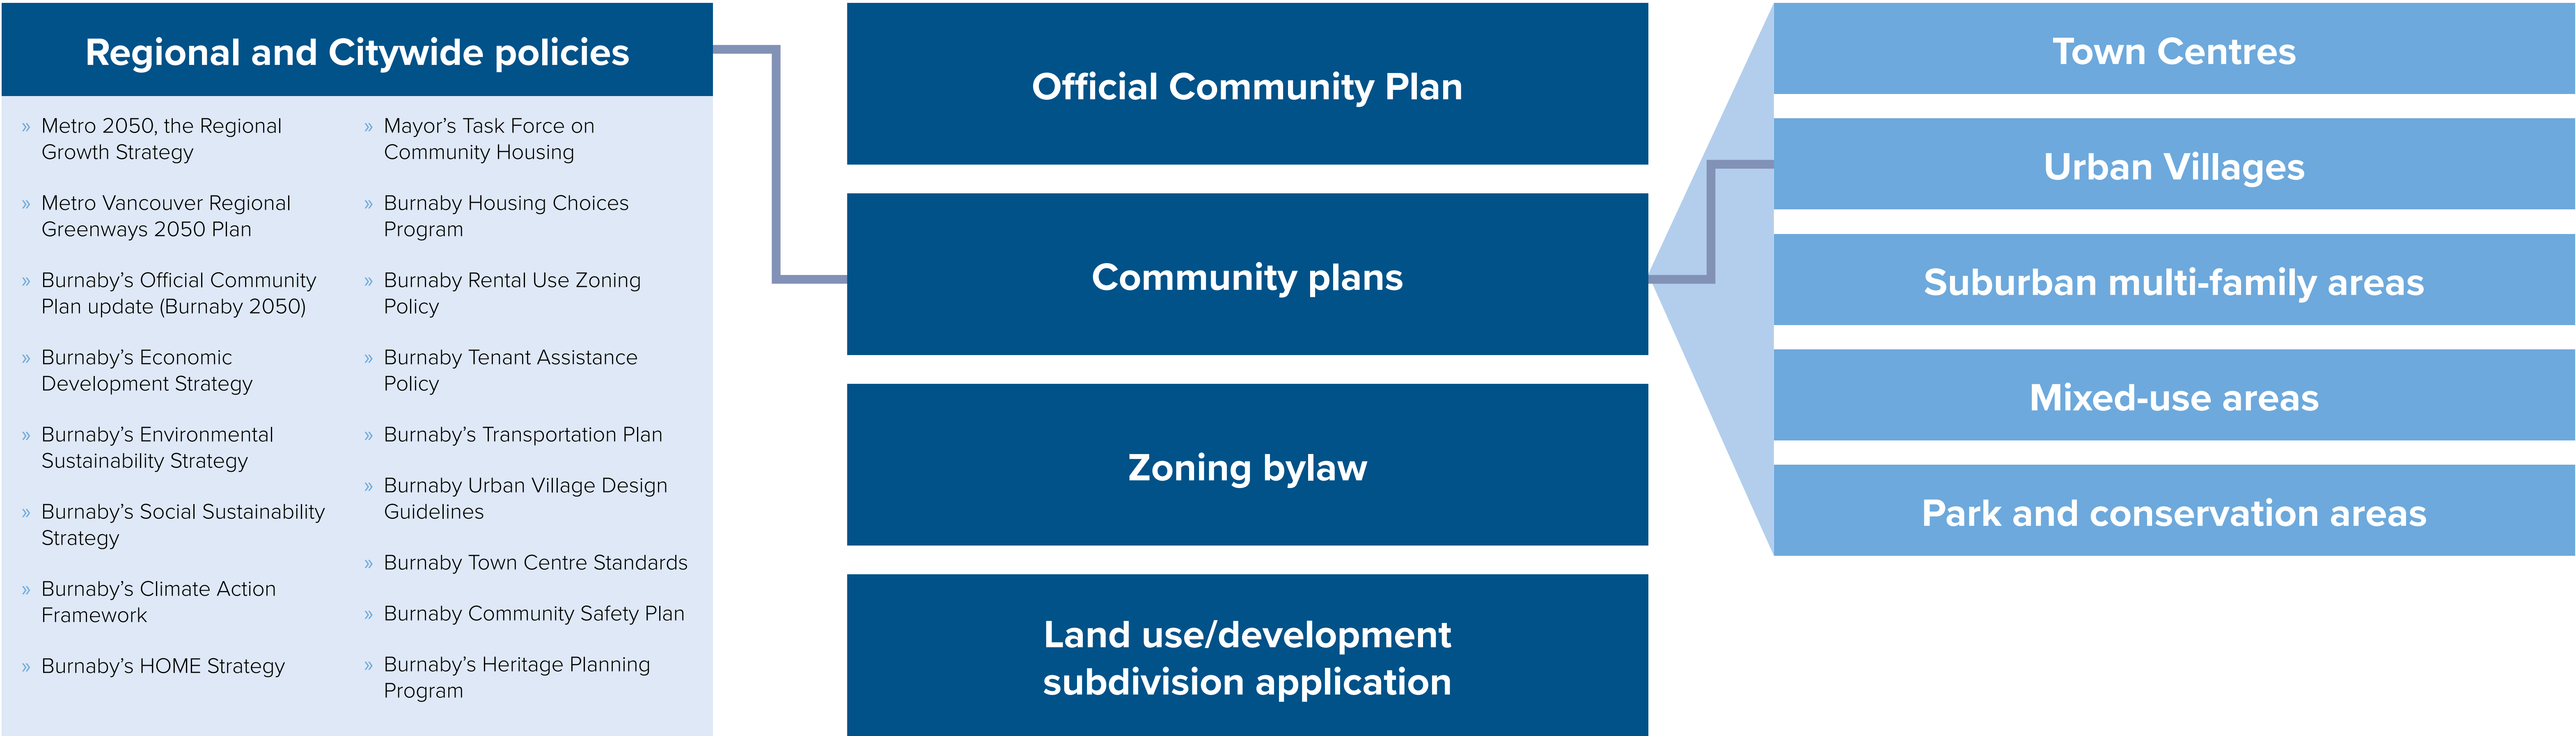 Regional and Citywide policies
» Metro 2050, the Regional
Growth Strategy
» Metro Vancouver Regional
Greenways 2050 Plan
» Burnaby’s Official Community
Plan update (Burnaby 2050)
» Burnaby’s Economic
Development Strategy
» Burnaby’s Environmental
Sustainability Strategy
» Burnaby’s Social Sustainability
Strategy
» Burnaby’s Climate Action
Framework
» Burnaby’s HOME Strategy
» Mayor’s Task Force on
Community Housing
» Burnaby Housing Choices
Program
» Burnaby Rental Use Zoning
Policy
» Burnaby Tenant Assistance
Policy
» Burnaby’s Transportation Plan
» Burnaby Urban Village Design
Guidelines
» Burnaby Town Centre Standards
» Burnaby Community Safety Plan
» Burnaby’s Heritage Planning
Program
Official Community Plan
Community plans
Zoning bylaw
Land use/development
subdivision application
Town Centres
Urban Villages
Suburban multi-family areas
Mixed-use areas
Park and conservation areas